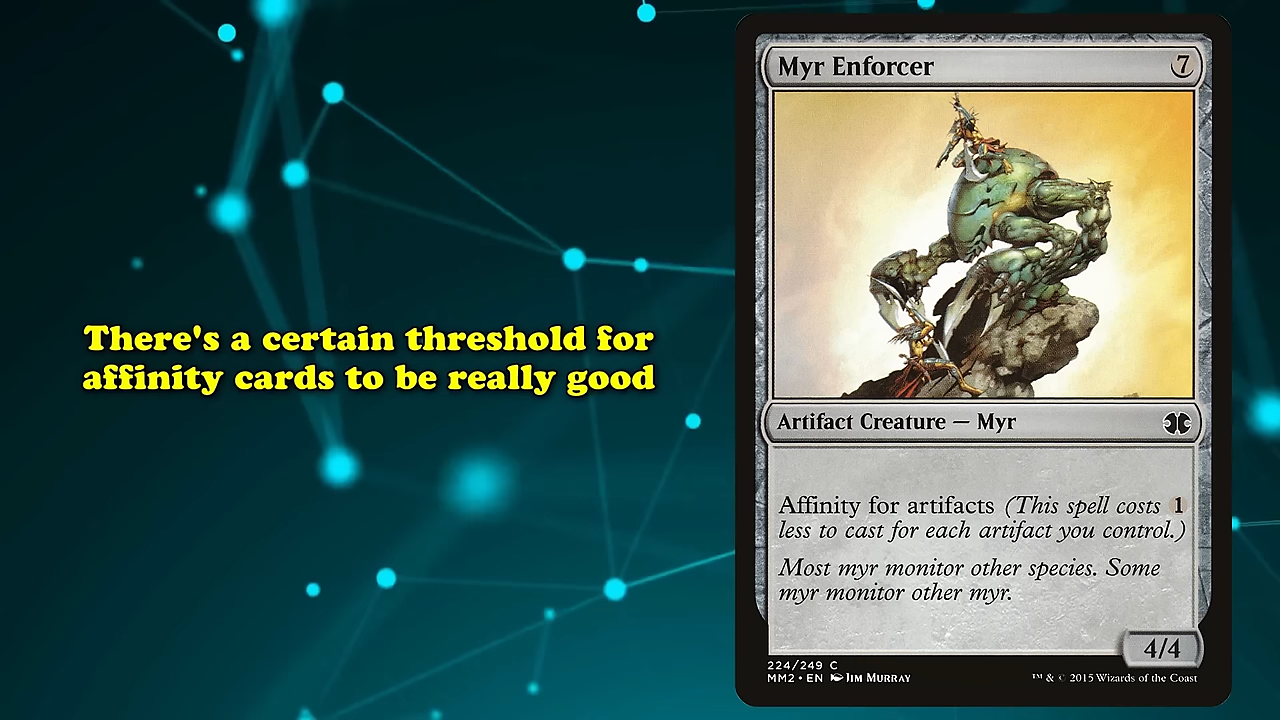 There's a certain threshold for
affinity cards to be really good
Myr Enforcer 7
Artifact Creature — Myr
Affinity for artifacts (This spell costs 1
less to cast for each artifact you control.)
Most myr monitor other species. Some
myr monitor other myr.
4/4
224/249 C
MM2 • EN JIM MURRAY
™ & © 2015 Wizards of the Coast